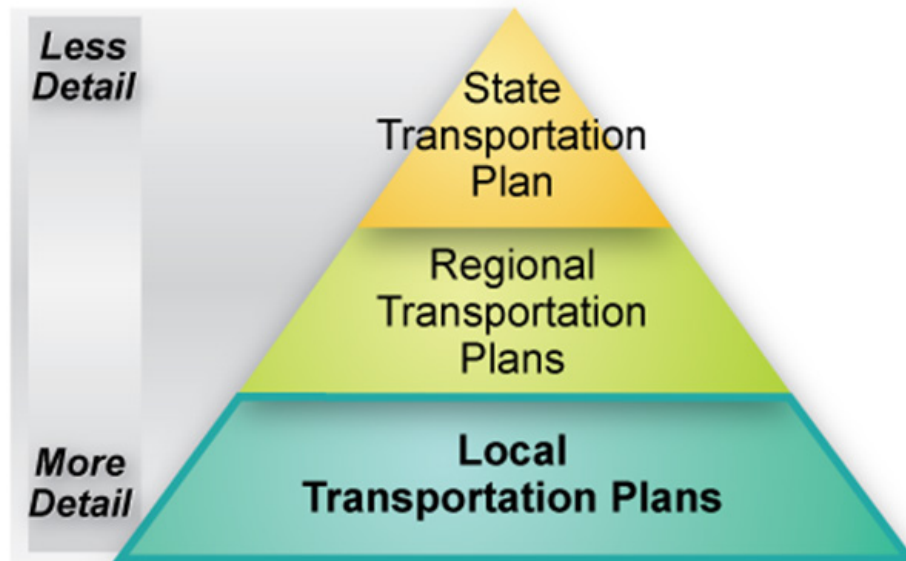 Less
Detail
State
Transportation
Plan
Regional
Transportation
Plans
More
Detail
Local
Transportation Plans